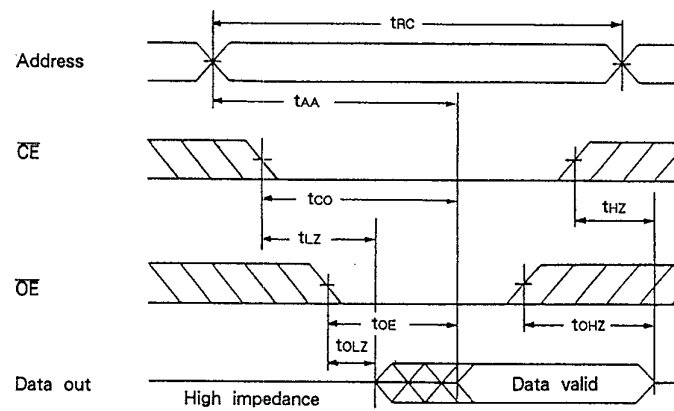 tRC
Address
tAA
CE
tCO
tHZ
tLZ
OE
tOE
tOHZ
tOLZ
Data out
High impedance
Data valid